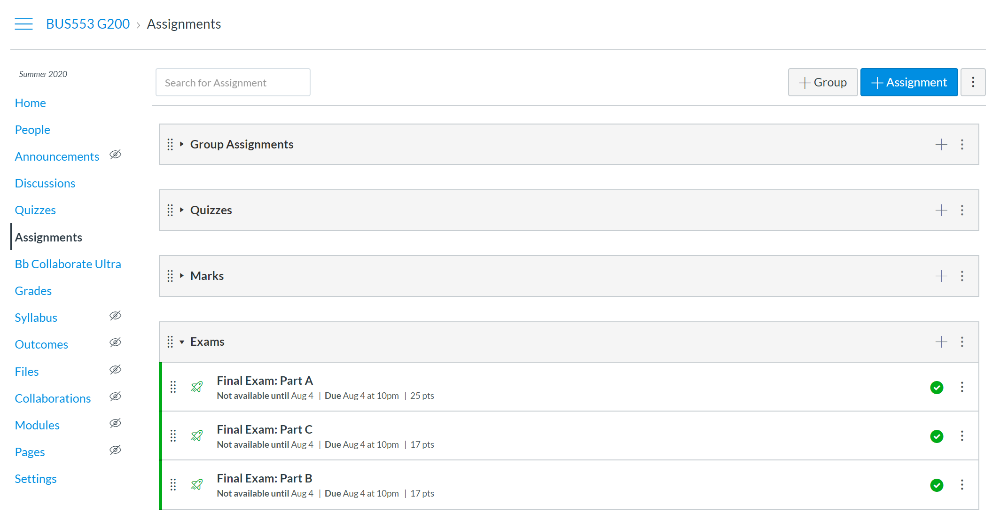 BUS553 G200 › Assignments
Summer 2020
Home
People
Announcements
Discussions
Quizzes
Assignments
Bb Collaborate Ultra
Grades
Syllabus
Outcomes
Files
Collaborations
Modules
Pages
Settings
Search for Assignment
+ Group
+ Assignment
Group Assignments
Quizzes
Marks
Exams
Final Exam: Part A
Not available until Aug 4 | Due Aug 4 at 10pm | 25 pts
Final Exam: Part C
Not available until Aug 4 | Due Aug 4 at 10pm | 17 pts
Final Exam: Part B
Not available until Aug 4 | Due Aug 4 at 10pm | 17 pts